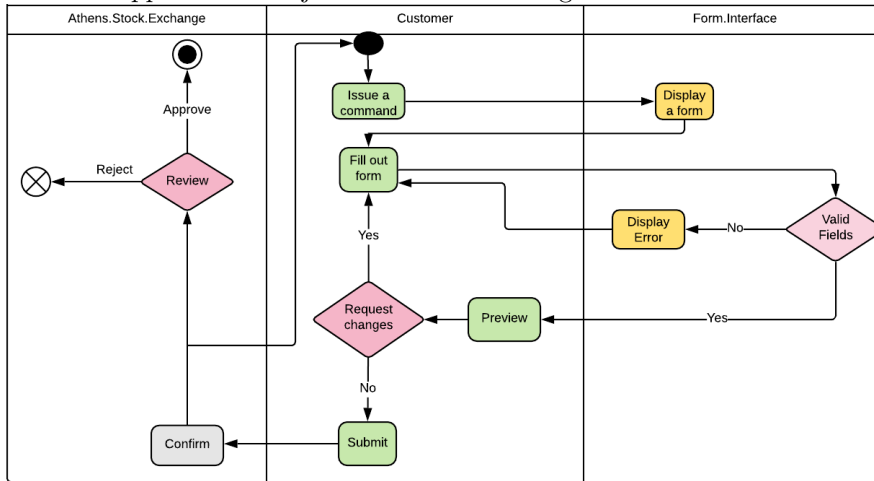 Athens.Stock.Exchange
Customer
Form.Interface
Issue a
command
Display
a form
Approve
Reject
Review
Fill out
form
Valid
Fields
No
Display
Error
Yes
Request
changes
Preview
Yes
No
Confirm
Submit